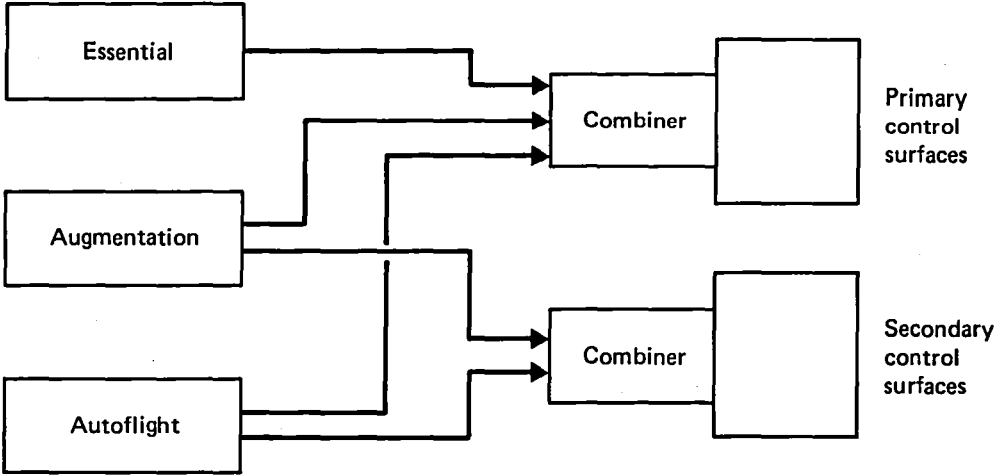 Essential
Combiner
Primary
control
surfaces
Augmentation
Combiner
Secondary
control
surfaces
Autoflight